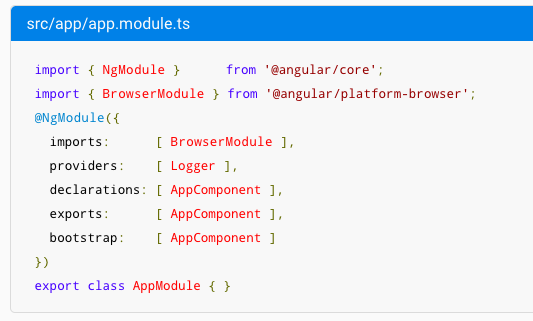 src/app/app.module.ts
import { NgModule }      from '@angular/core';
import { BrowserModule } from '@angular/platform-browser';
@NgModule({
  imports:      [ BrowserModule ],
  providers:    [ Logger ],
  declarations: [ AppComponent ],
  exports:      [ AppComponent ],
  bootstrap:    [ AppComponent ]
})
export class AppModule { }